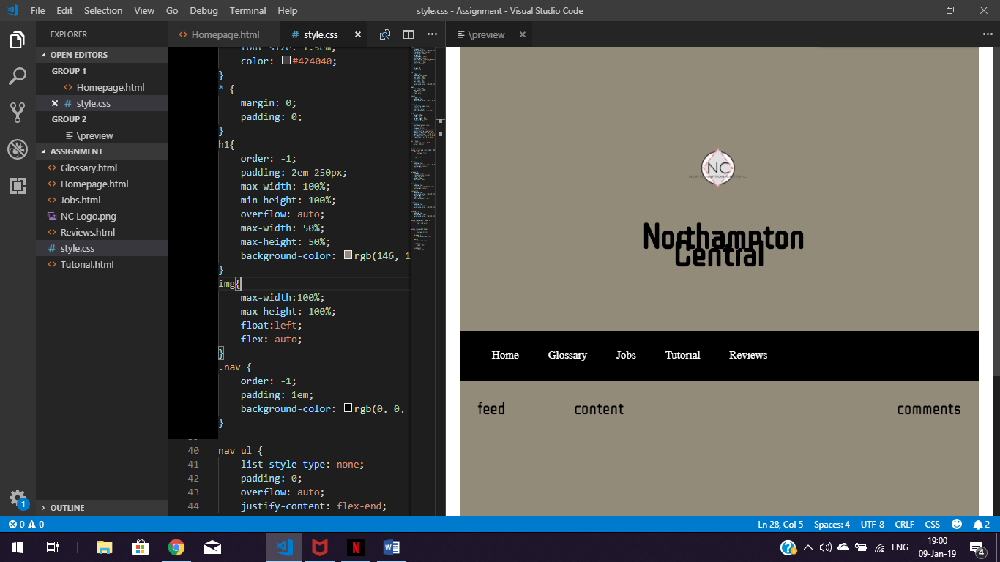 File Edit Selection View Go Debug Terminal Help
style.css - Assignment - Visual Studio Code
EXPLORER
OPEN EDITORS
GROUP 1
Homepage.html
style.css
GROUP 2
\preview
ASSIGNMENT
Glossary.html
Homepage.html
Jobs.html
NC Logo.png
Reviews.html
style.css
Tutorial.html
OUTLINE
1
Homepage.html
style.css
font-size: 1.5em;
color: #424040;
}
* {
margin: 0;
padding: 0;
}
h1{
order: -1;
padding: 2em 250px;
max-width: 100%;
min-height: 100%;
overflow: auto;
max-width: 50%;
max-height: 50%;
background-color: rgb(146, 1
}
img{
max-width:100%;
max-height: 100%;
float:left;
flex: auto;
}
.nav {
order: -1;
padding: 1em;
background-color: rgb(0, 0,
}
40 nav ul {
41 list-style-type: none;
42 padding: 0;
43 overflow: auto;
44 justify-content: flex-end;
\preview
NC
NORTHAMPTON CENTRAL
Northampton
Central
Home Glossary Jobs Tutorial Reviews
feed content comments
0 0
Ln 28, Col 5 Spaces: 4 UTF-8 CRLF CSS 2
N W ENG
19:00
09-Jan-19
4